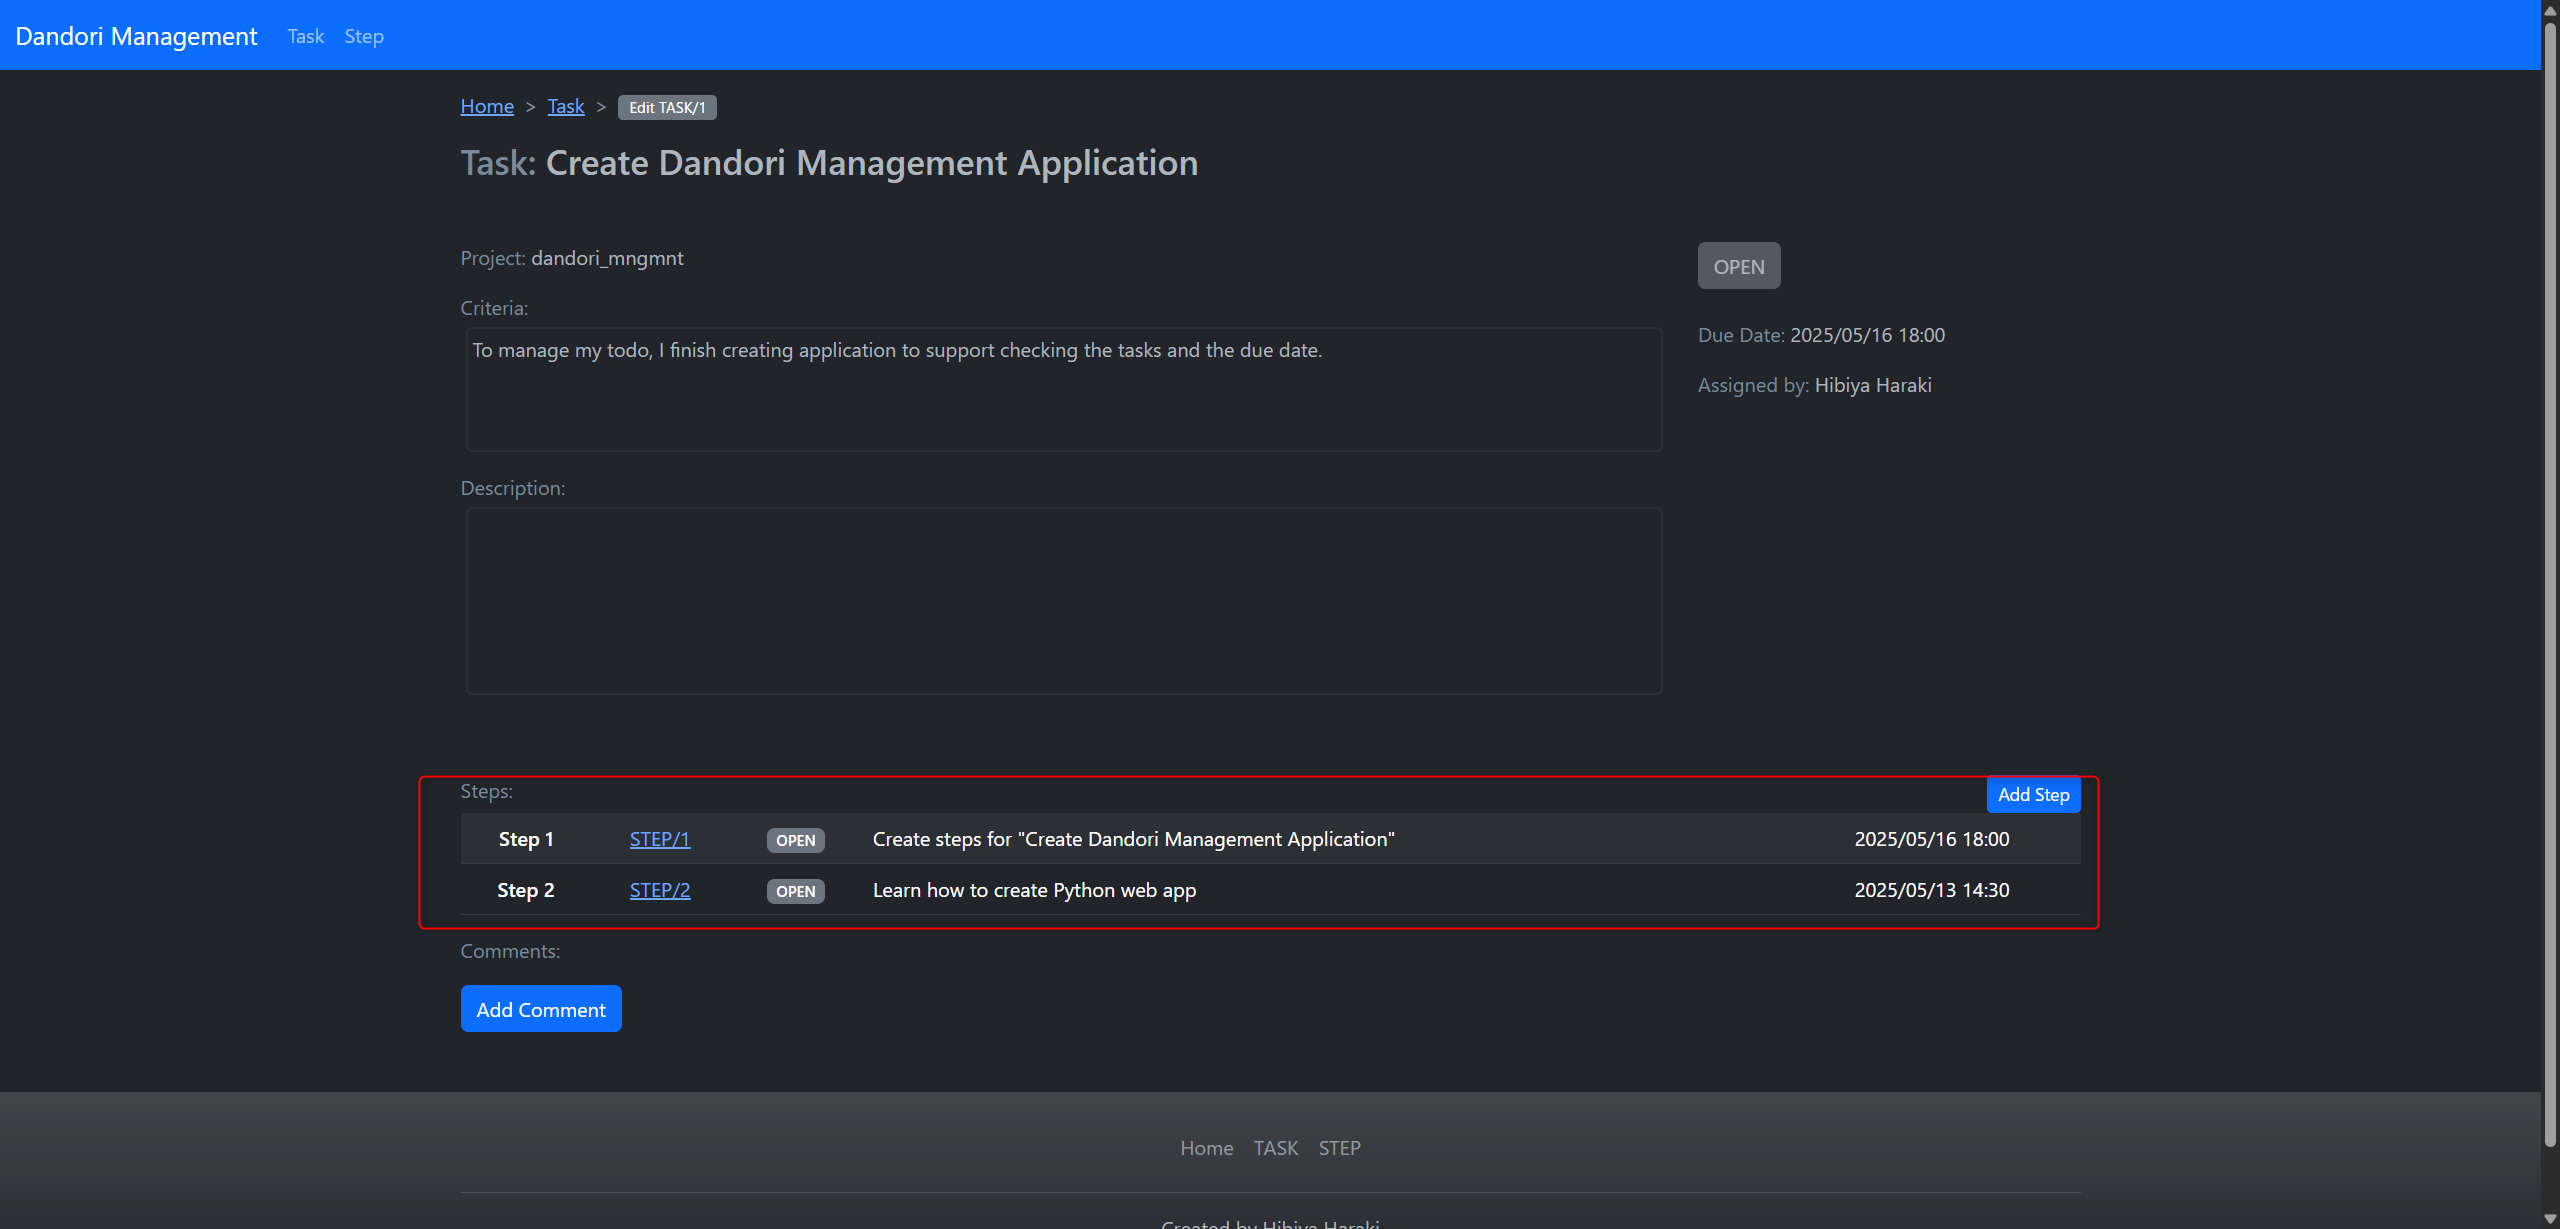 Dandori Management Task Step
Home > Task > Edit TASK/1
Task: Create Dandori Management Application
Project: dandori_mngmnt
OPEN
Criteria:
To manage my todo, I finish creating application to support checking the tasks and the due date.
Due Date: 2025/05/16 18:00
Assigned by: Hibiya Haraki
Description:
Steps:
Add Step
Step 1 STEP/1 OPEN Create steps for "Create Dandori Management Application" 2025/05/16 18:00
Step 2 STEP/2 OPEN Learn how to create Python web app 2025/05/13 14:30
Comments:
Add Comment
Home TASK STEP
Created by Hibiya Haraki